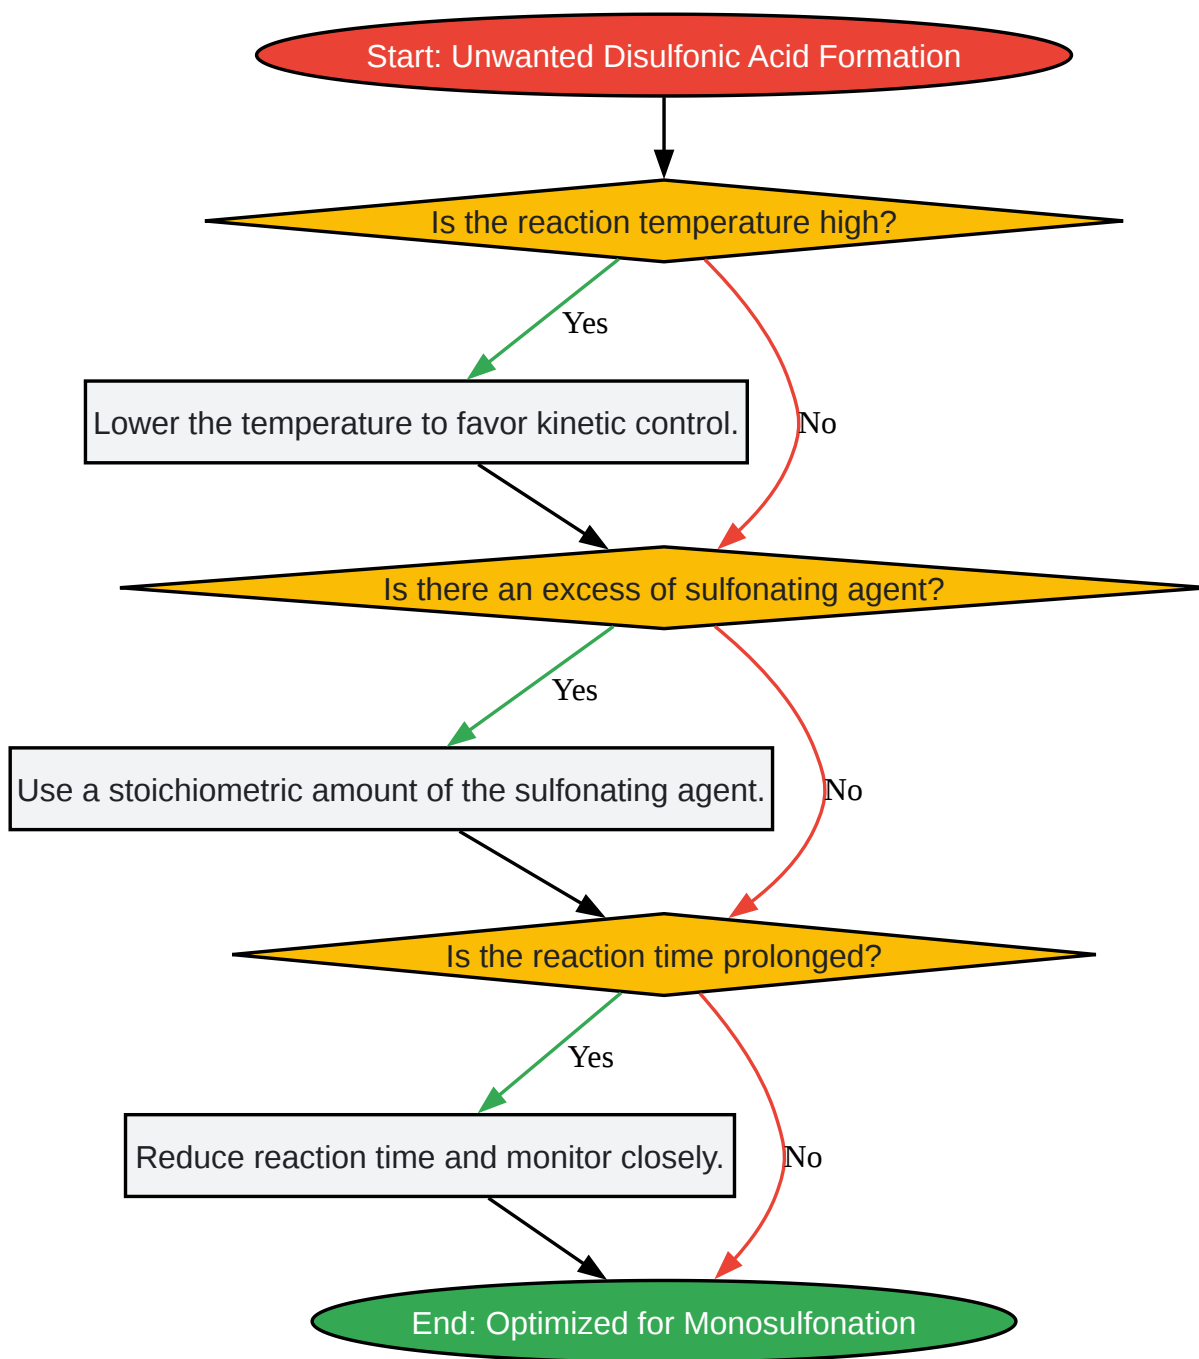 Start: Unwanted Disulfonic Acid Formation
Is the reaction temperature high?
Yes
Lower the temperature to favor kinetic control.
No
Is there an excess of sulfonating agent?
Yes
Use a stoichiometric amount of the sulfonating agent.
No
Is the reaction time prolonged?
Yes
Reduce reaction time and monitor closely.
No
End: Optimized for Monosulfonation